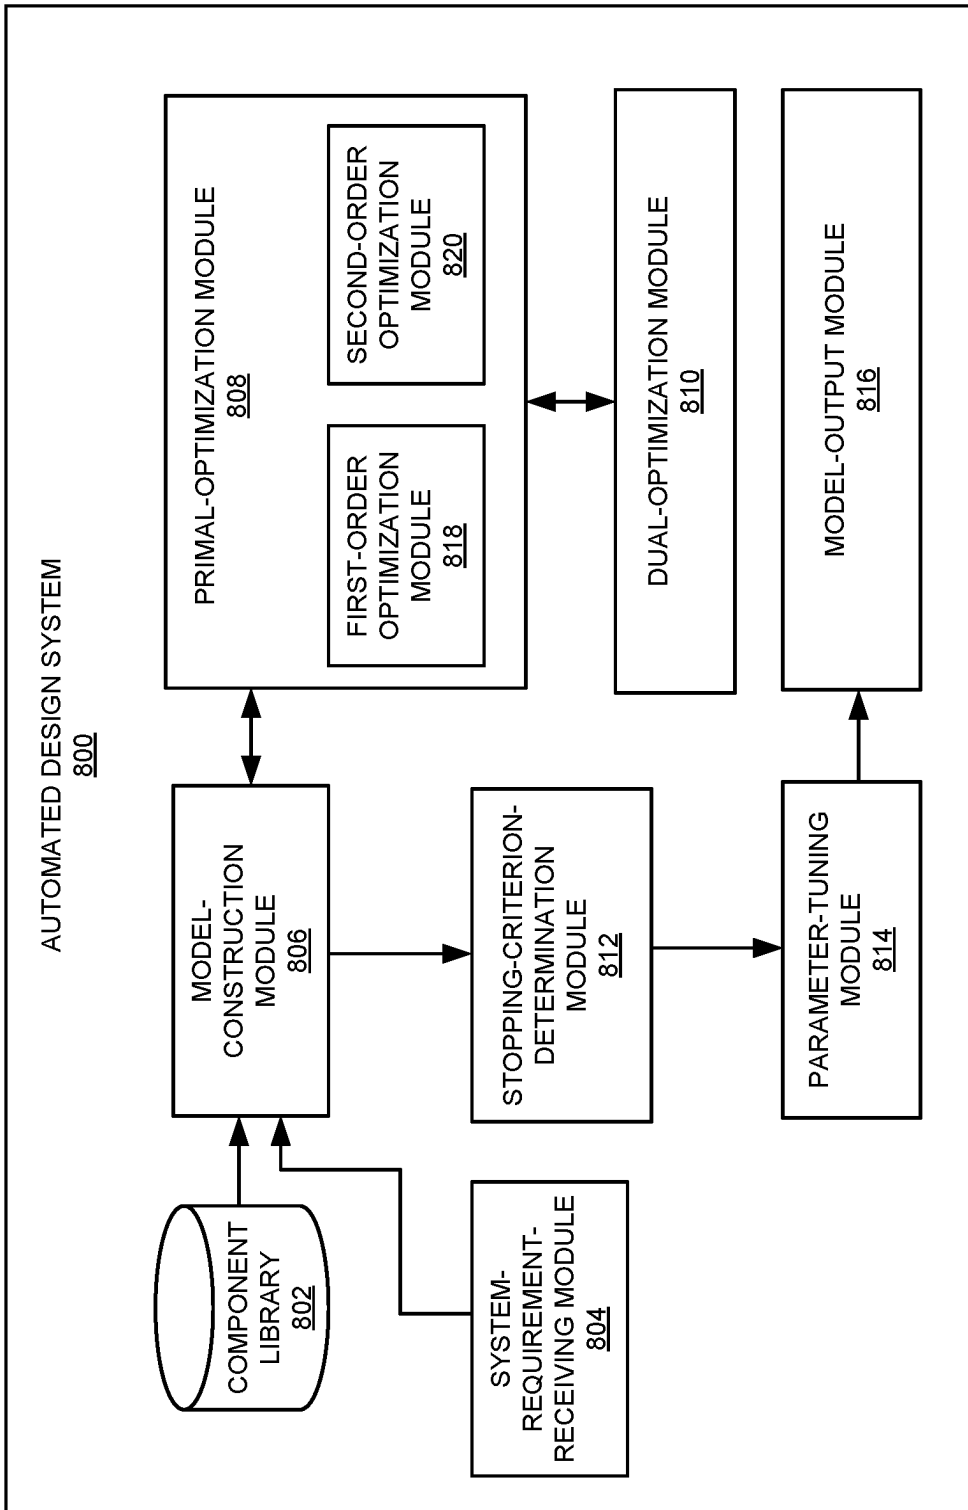 AUTOMATED DESIGN SYSTEM
800
COMPONENT
LIBRARY
802
SYSTEM-
REQUIREMENT-
RECEIVING MODULE
804
MODEL-
CONSTRUCTION
MODULE
806
STOPPING-CRITERION-
DETERMINATION
MODULE
812
PARAMETER-TUNING
MODULE
814
PRIMAL-OPTIMIZATION MODULE
808
FIRST-ORDER
OPTIMIZATION
MODULE
818
SECOND-ORDER
OPTIMIZATION
MODULE
820
DUAL-OPTIMIZATION MODULE
810
MODEL-OUTPUT MODULE
816